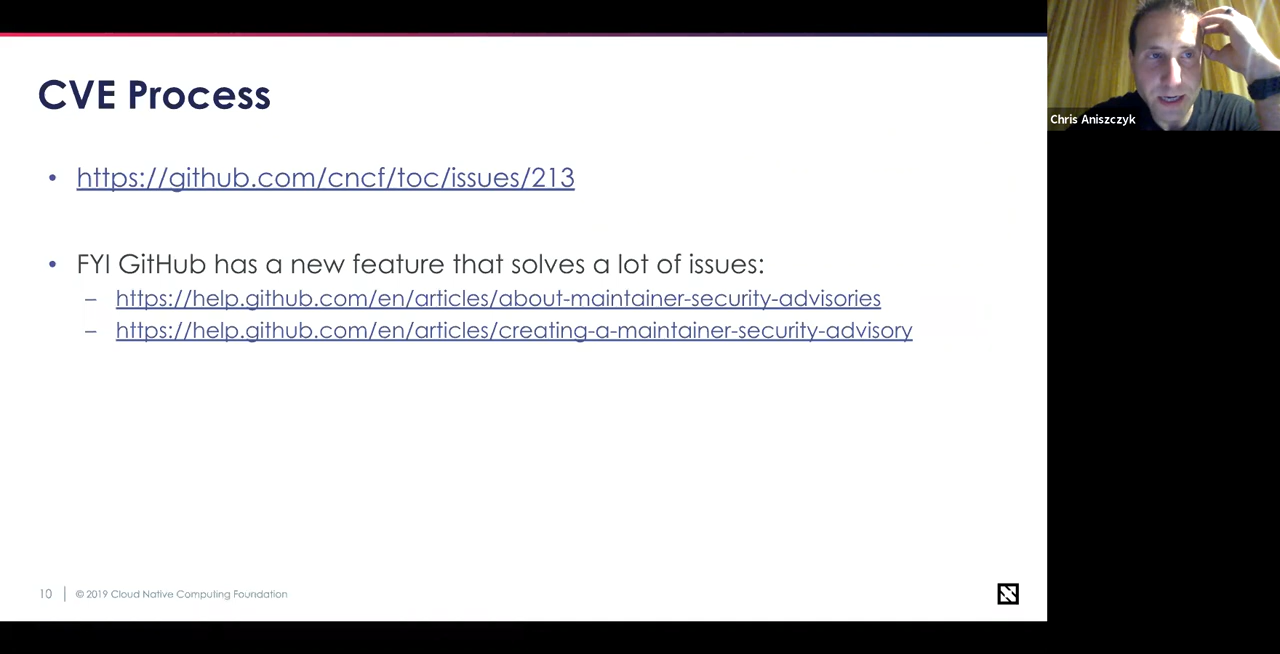 CVE Process
Chris Aniszczyk
• https://github.com/cncf/toc/issues/213
• FYI GitHub has a new feature that solves a lot of issues:
– https://help.github.com/en/articles/about-maintainer-security-advisories
– https://help.github.com/en/articles/creating-a-maintainer-security-advisory
10 | © 2019 Cloud Native Computing Foundation